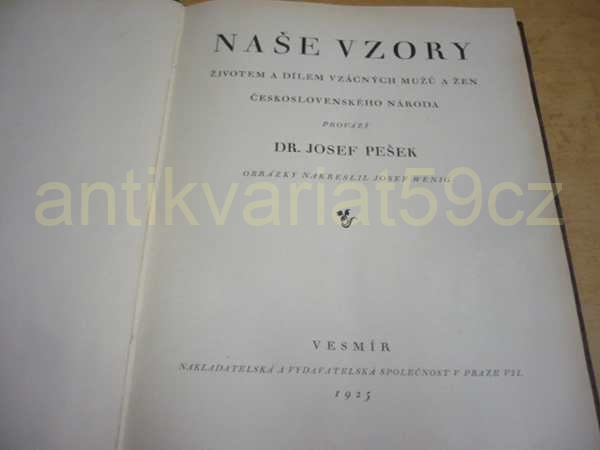 NAŠE VZORY
ŽIVOTEM A DÍLEM VZÁCNÝCH MUŽŮ A ŽEN
ČESKOSLOVENSKÉHO NÁRODA
PROVÁZÍ
DR. JOSEF PEŠEK
OBRÁZKY NAKRESLIL JOSEF WENIG
antikvariat59cz
VESMÍR
NAKLADATELSKÁ A VYDAVATELSKÁ SPOLEČNOST V PRAZE VII.
1925